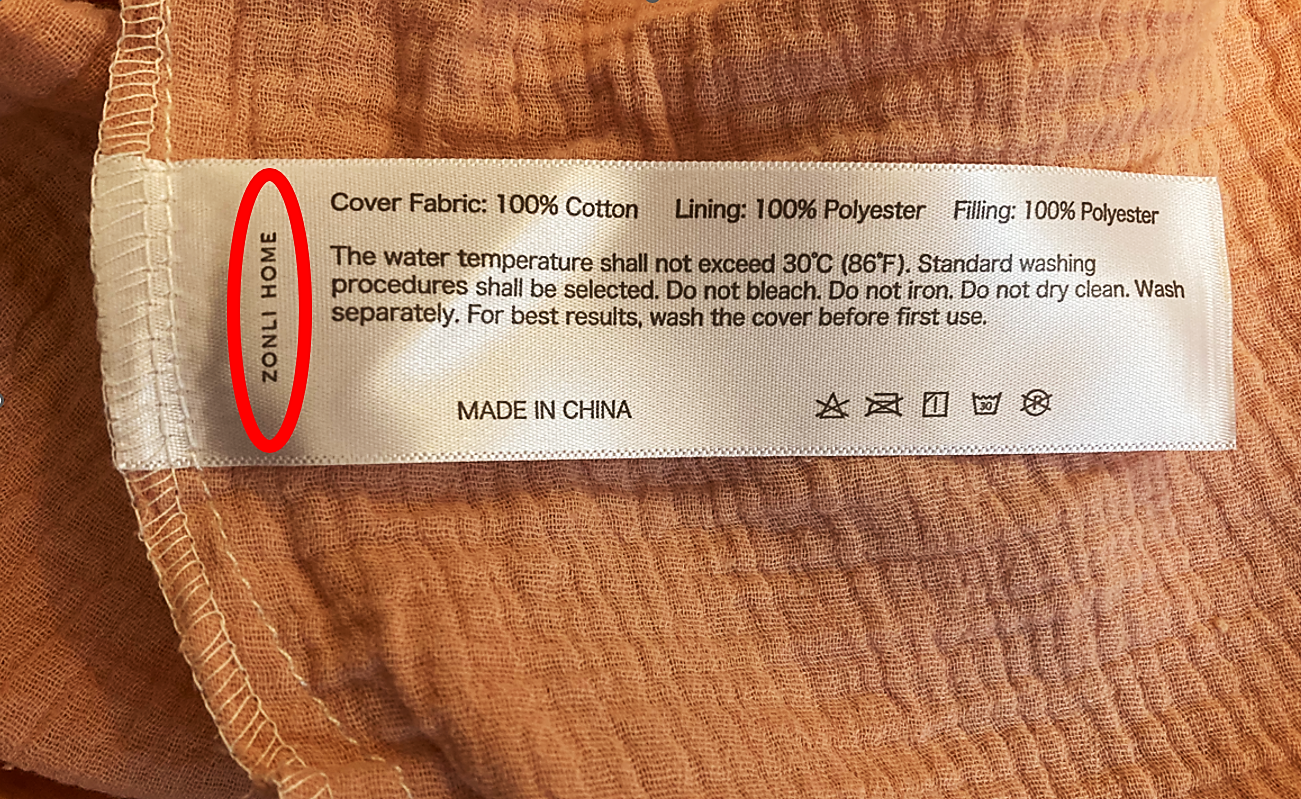 ZONLI HOME
Cover Fabric: 100% Cotton Lining: 100% Polyester Filling: 100% Polyester
The water temperature shall not exceed 30°C (86°F). Standard washing
procedures shall be selected. Do not bleach. Do not iron. Do not dry clean. Wash
separately. For best results, wash the cover before first use.
MADE IN CHINA
30 P